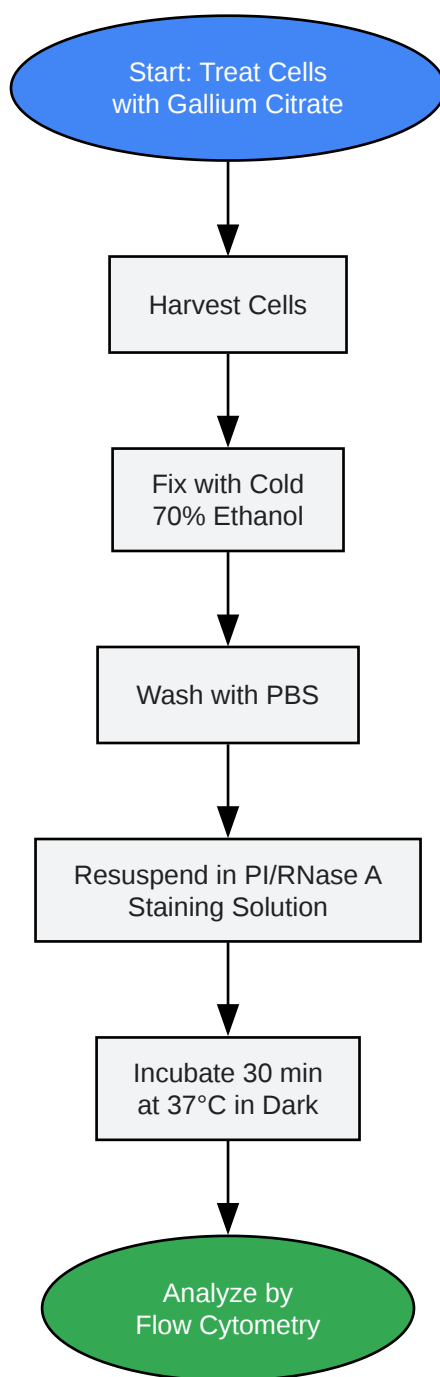 Start: Treat Cells
with Gallium Citrate
Harvest Cells
Fix with Cold
70% Ethanol
Wash with PBS
Resuspend in PI/RNase A
Staining Solution
Incubate 30 min
at 37°C in Dark
Analyze by
Flow Cytometry